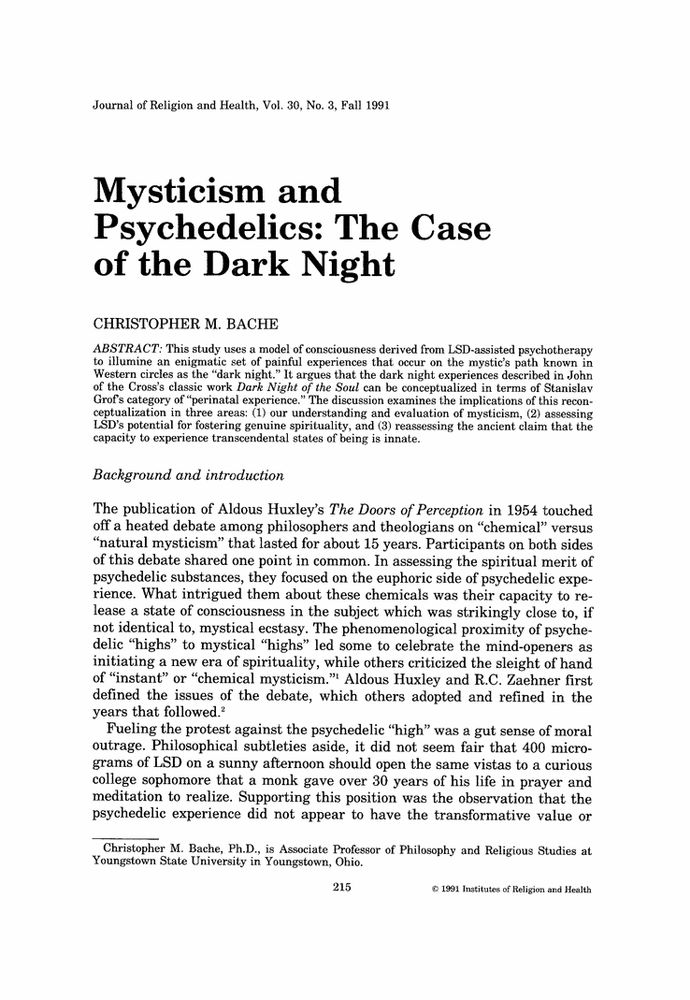 Journal of Religion and Health, Vol. 30, No. 3, Fall 1991
Mysticism and
Psychedelics: The Case
of the Dark Night
CHRISTOPHER M. BACHE
ABSTRACT: This study uses a model of consciousness derived from LSD-assisted psychotherapy
to illumine an enigmatic set of painful experiences that occur on the mystic's path known in
Western circles as the “dark night.” It argues that the dark night experiences described in John
of the Cross's classic work Dark Night of the Soul can be conceptualized in terms of Stanislav
Grof's category of “perinatal experience.” The discussion examines the implications of this recon-
ceptualization in three areas: (1) our understanding and evaluation of mysticism, (2) assessing
LSD's potential for fostering genuine spirituality, and (3) reassessing the ancient claim that the
capacity to experience transcendental states of being is innate.
Background and introduction
The publication of Aldous Huxley's The Doors of Perception in 1954 touched
off a heated debate among philosophers and theologians on “chemical” versus
“natural mysticism” that lasted for about 15 years. Participants on both sides
of this debate shared one point in common. In assessing the spiritual merit of
psychedelic substances, they focused on the euphoric side of psychedelic expe-
rience. What intrigued them about these chemicals was their capacity to re-
lease a state of consciousness in the subject which was strikingly close to, if
not identical to, mystical ecstasy. The phenomenological proximity of psyche-
delic “highs” to mystical “highs” led some to celebrate the mind-openers as
initiating a new era of spirituality, while others criticized the sleight of hand
of “instant” or “chemical mysticism.”¹ Aldous Huxley and R.C. Zaehner first
defined the issues of the debate, which others adopted and refined in the
years that followed.²
Fueling the protest against the psychedelic “high” was a gut sense of moral
outrage. Philosophical subtleties aside, it did not seem fair that 400 micro-
grams of LSD on a sunny afternoon should open the same vistas to a curious
college sophomore that a monk gave over 30 years of his life in prayer and
meditation to realize. Supporting this position was the observation that the
psychedelic experience did not appear to have the transformative value or
Christopher M. Bache, Ph.D., is Associate Professor of Philosophy and Religious Studies at
Youngstown State University in Youngstown, Ohio.
215 © 1991 Institutes of Religion and Health